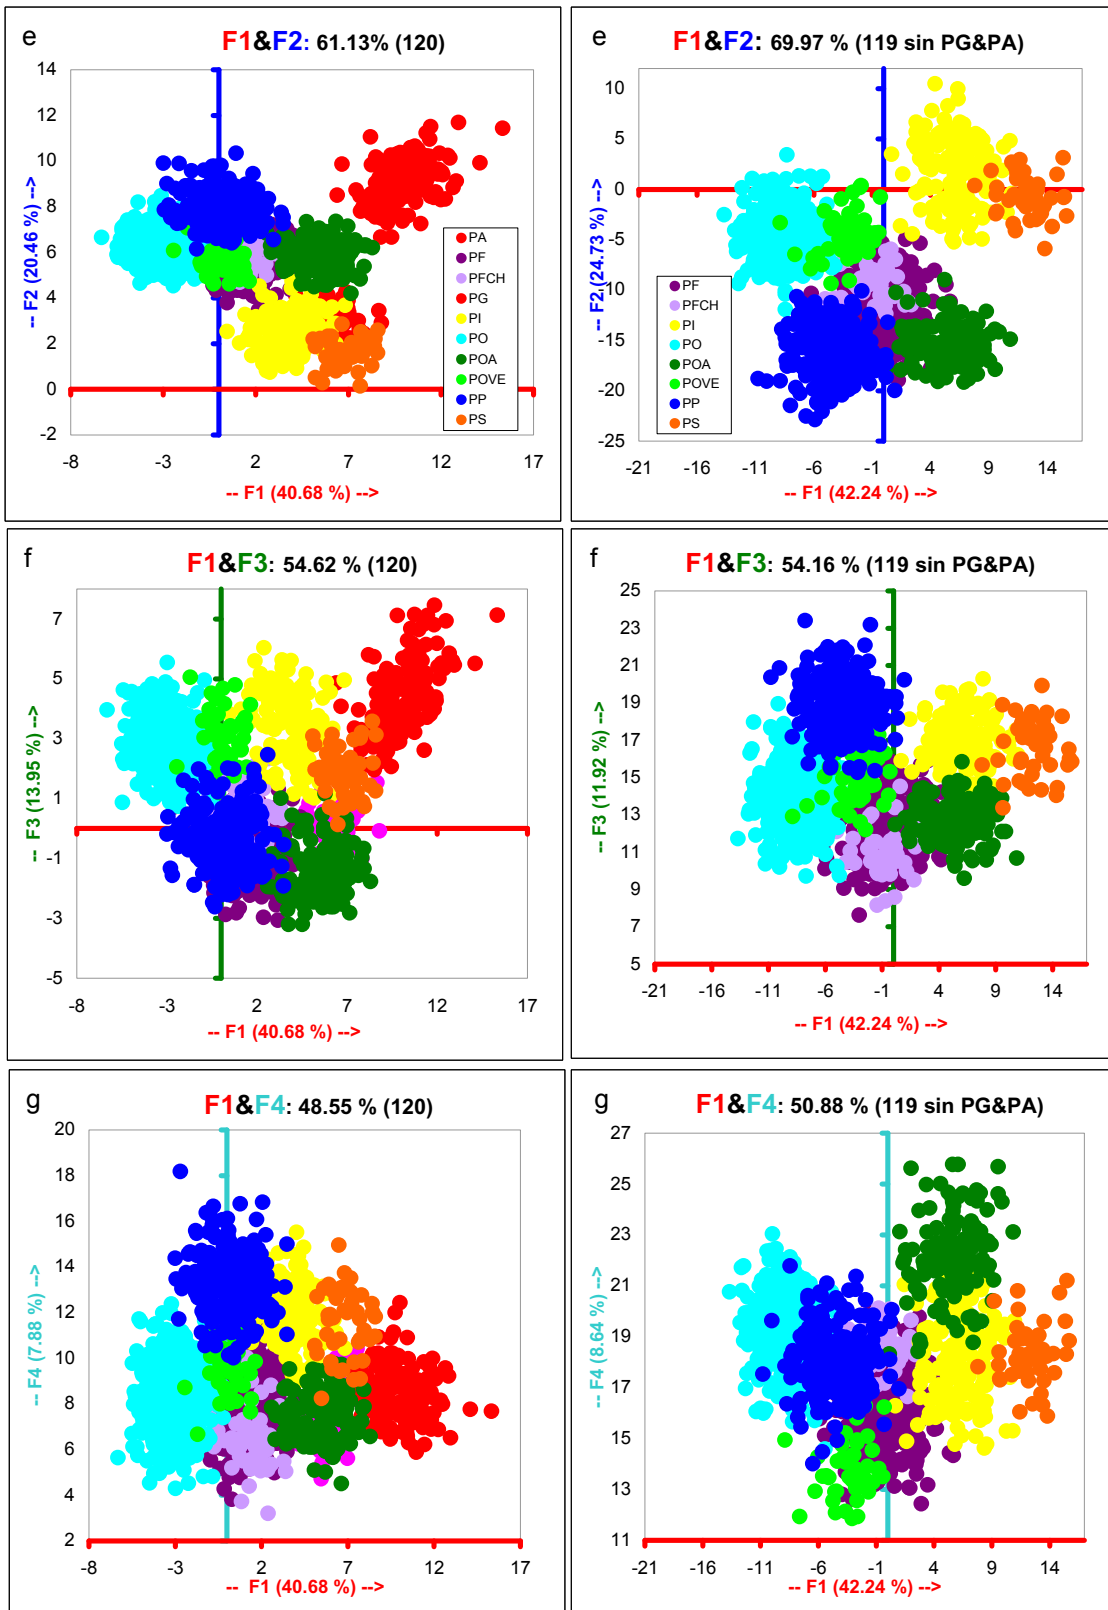 e
F1&F2: 61.13% (120)
14
12
10
8
6
4
2
0
-2
-- F2 (20.46 %) -->
-8 -3 2 7 12 17
-- F1 (40.68 %) -->
PA
PF
PFCH
PG
PI
PO
POA
POVE
PP
PS
e
F1&F2: 69.97 % (119 sin PG&PA)
10
5
0
-5
-10
-15
-20
-25
-- F2 (24.73 %) -->
-21 -16 -11 -6 -1 4 9 14
-- F1 (42.24 %) -->
PF
PFCH
PI
PO
POA
POVE
PP
PS
f
F1&F3: 54.62 % (120)
7
5
3
1
-1
-3
-5
-- F3 (13.95 %) -->
-8 -3 2 7 12 17
-- F1 (40.68 %) -->
f
F1&F3: 54.16 % (119 sin PG&PA)
25
23
21
19
17
15
13
11
9
7
5
-- F3 (11.92 %) -->
-21 -16 -11 -6 -1 4 9 14
-- F1 (42.24 %) -->
g
F1&F4: 48.55 % (120)
20
18
16
14
12
10
8
6
4
2
-- F4 (7.88 %) -->
-8 -3 2 7 12 17
-- F1 (40.68 %) -->
g
F1&F4: 50.88 % (119 sin PG&PA)
27
25
23
21
19
17
15
13
11
-- F4 (8.64 %) -->
-21 -16 -11 -6 -1 4 9 14
-- F1 (42.24 %) -->